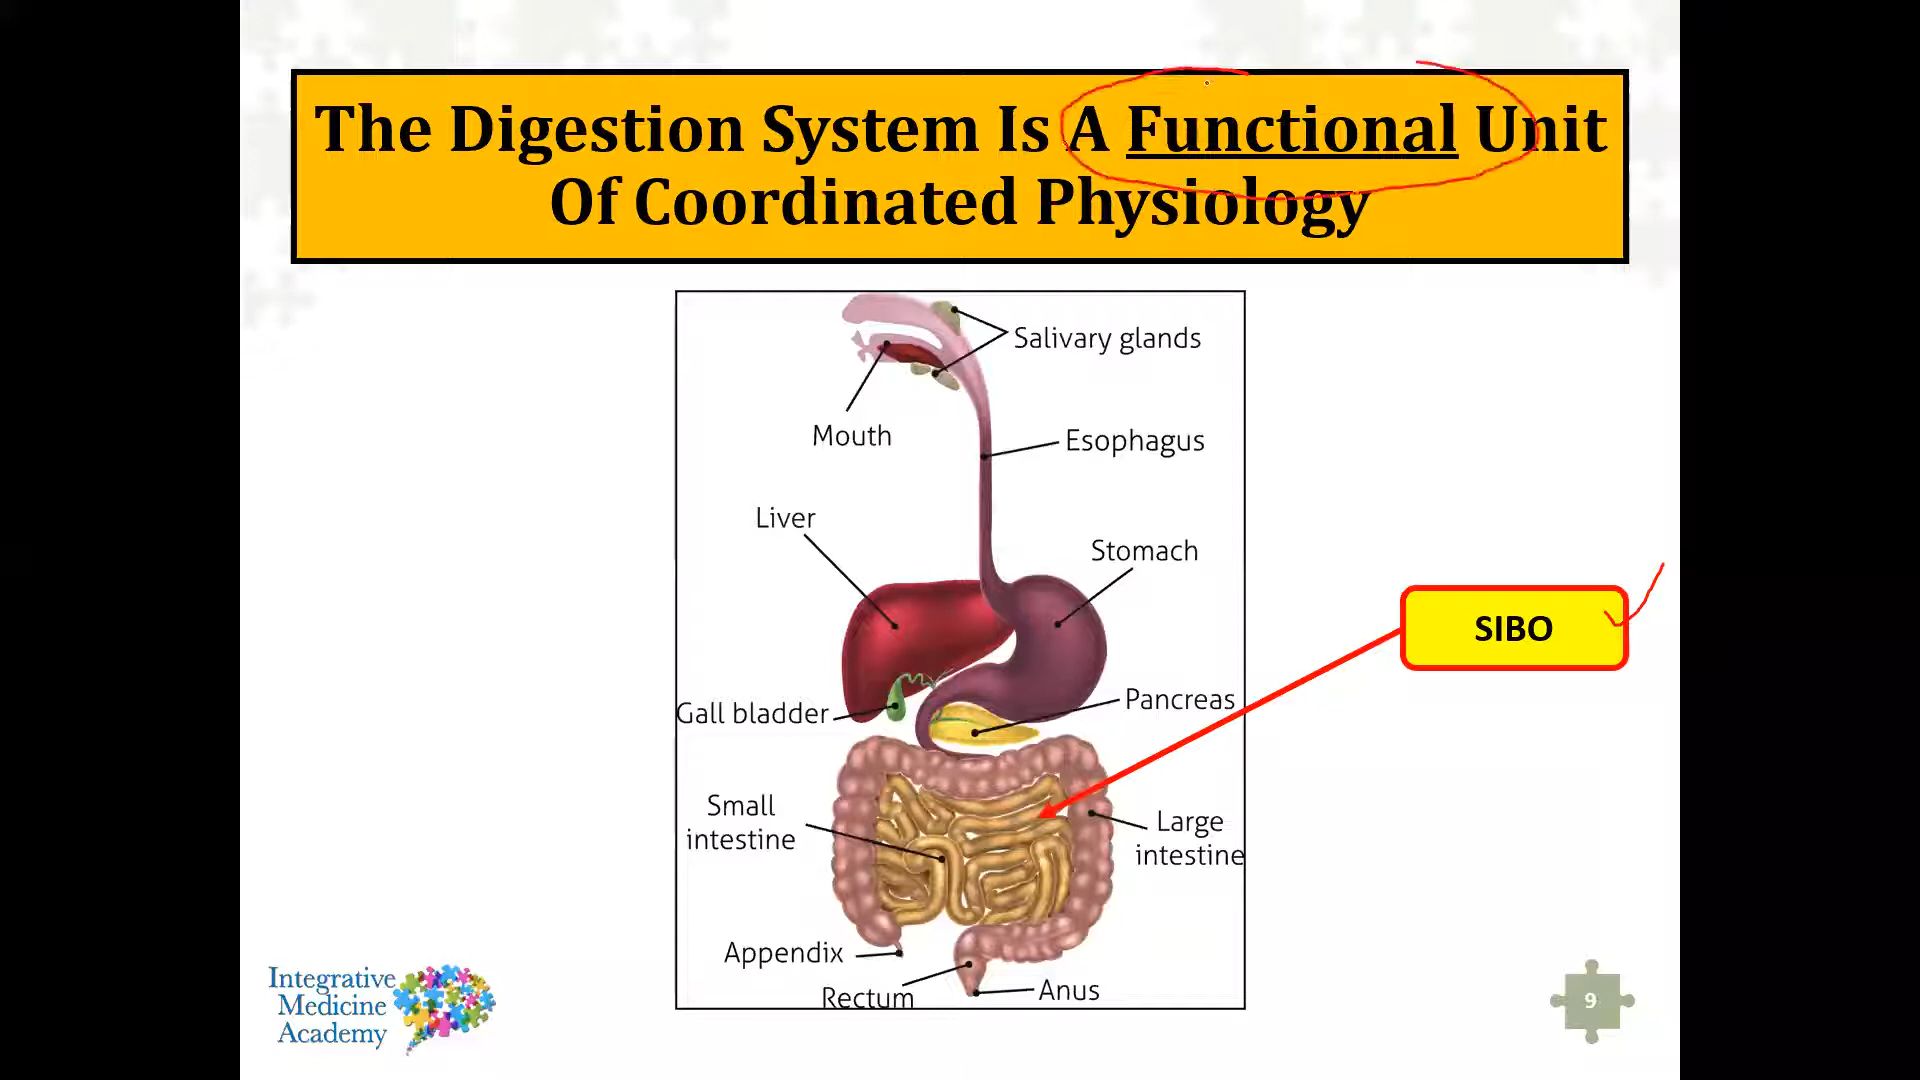 The Digestion System Is A Functional Unit
Of Coordinated Physiology
Salivary glands
Mouth
Esophagus
Liver
Stomach
SIBO
Gall bladder
Pancreas
Small
intestine
Large
intestine
Appendix
Rectum
Anus
Integrative
Medicine
Academy
9